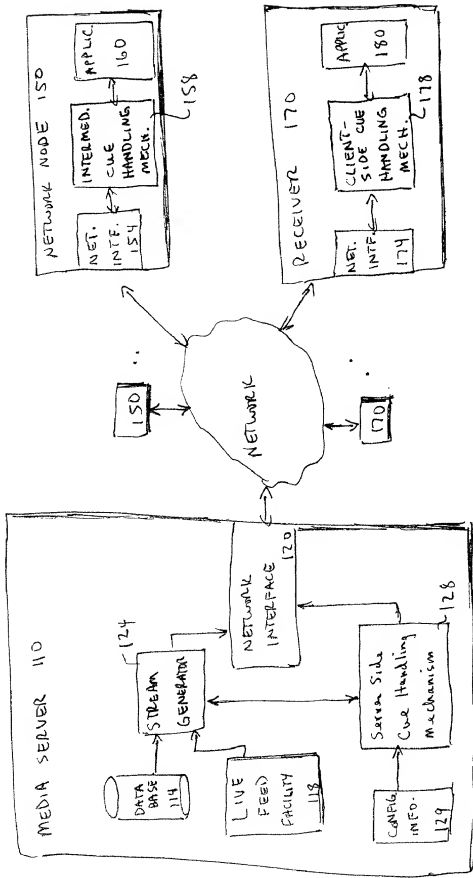 MEDIA SERVER 110
DATA
BASE
114
LIVE
FEED
FACILITY
118
STREAM
GENERATOR
124
NETWORK
INTERFACE
120
CONFIG
INFO.
129
Server Side
Cue Handling
Mechanism
128
NETWORK
150
170
NETWORK NODE 150
NET.
INTF.
154
INTERMED.
CUE
HANDLING
MECH.
158
APPLIC.
160
RECEIVER 170
NET.
INTF.
174
CLIENT-
SIDE CUE
HANDLING
MECH.
178
APPLIC.
180